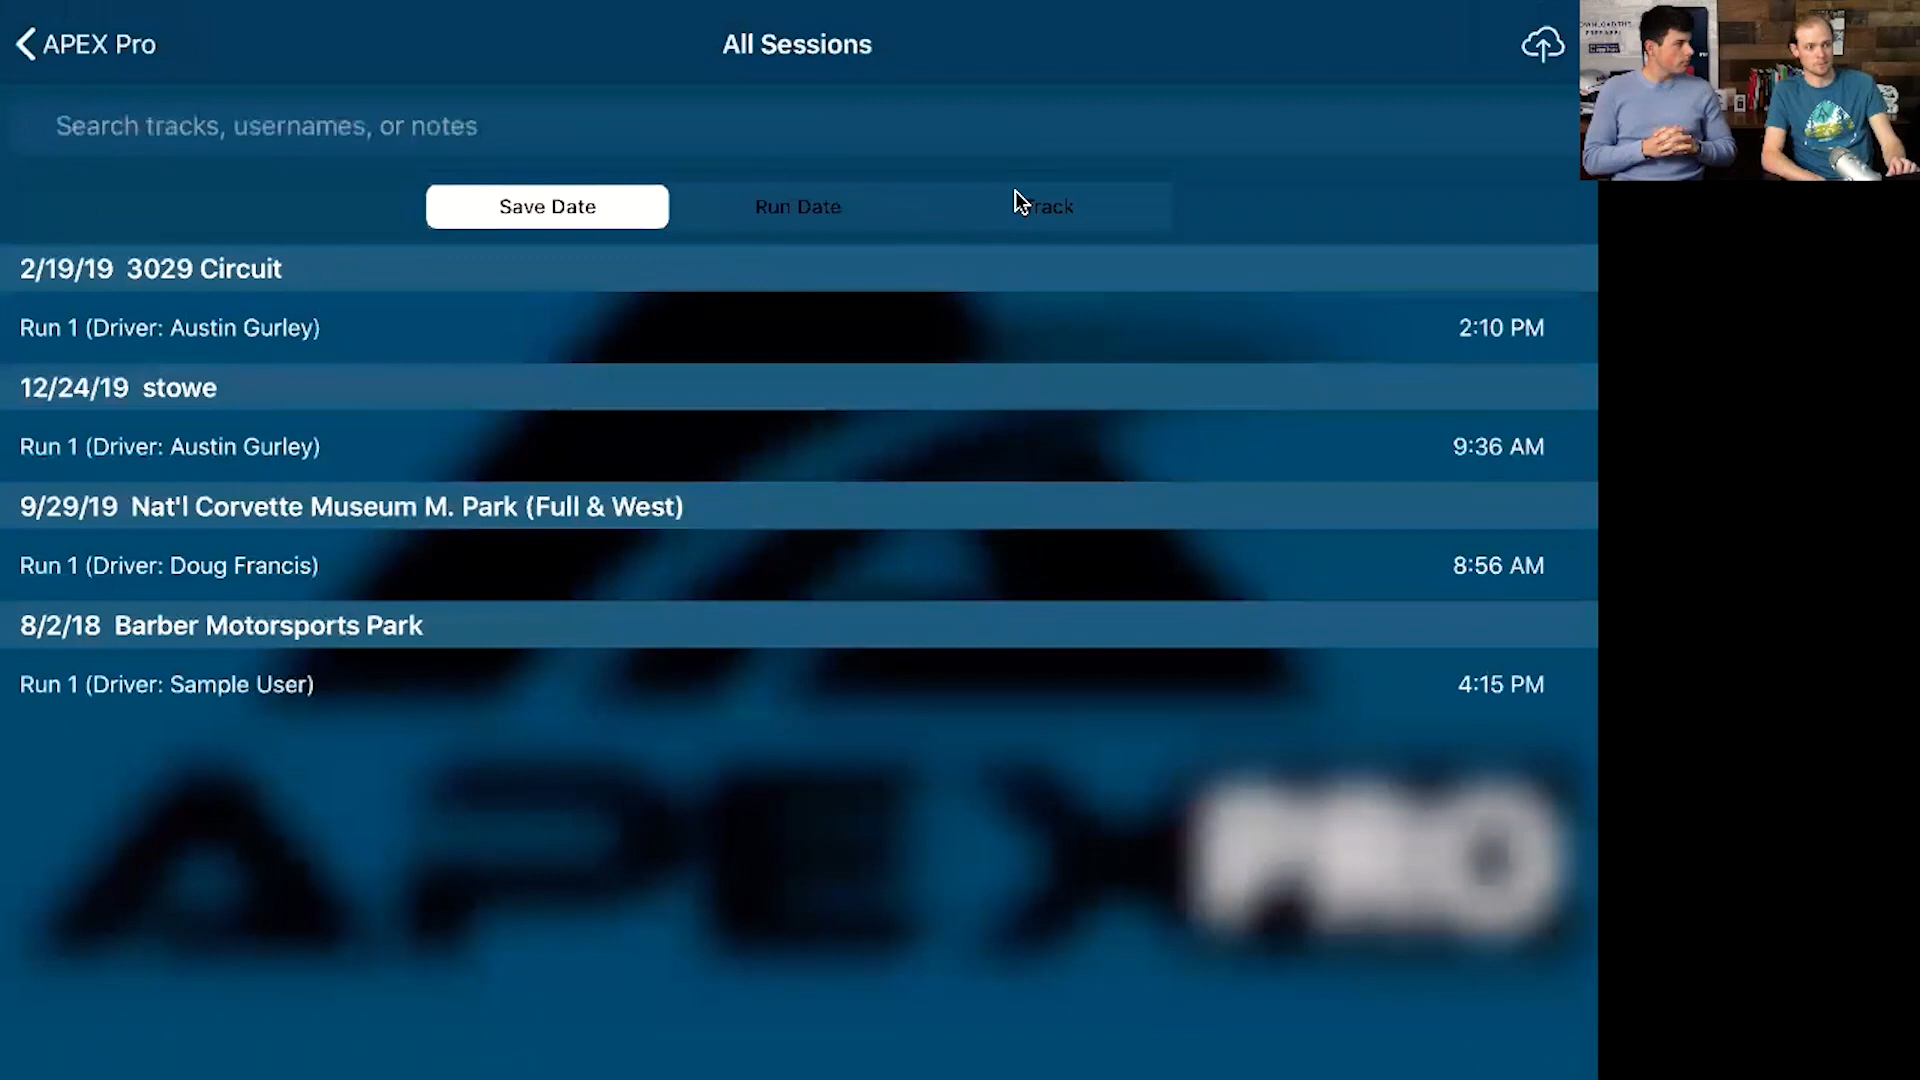 APEX Pro
All Sessions
Search tracks, usernames, or notes
Save Date
Run Date
Track
2/19/19 3029 Circuit
Run 1 (Driver: Austin Gurley)
2:10 PM
12/24/19 stowe
Run 1 (Driver: Austin Gurley)
9:36 AM
9/29/19 Nat'l Corvette Museum M. Park (Full & West)
Run 1 (Driver: Doug Francis)
8:56 AM
8/2/18 Barber Motorsports Park
Run 1 (Driver: Sample User)
4:15 PM
APEX PRO